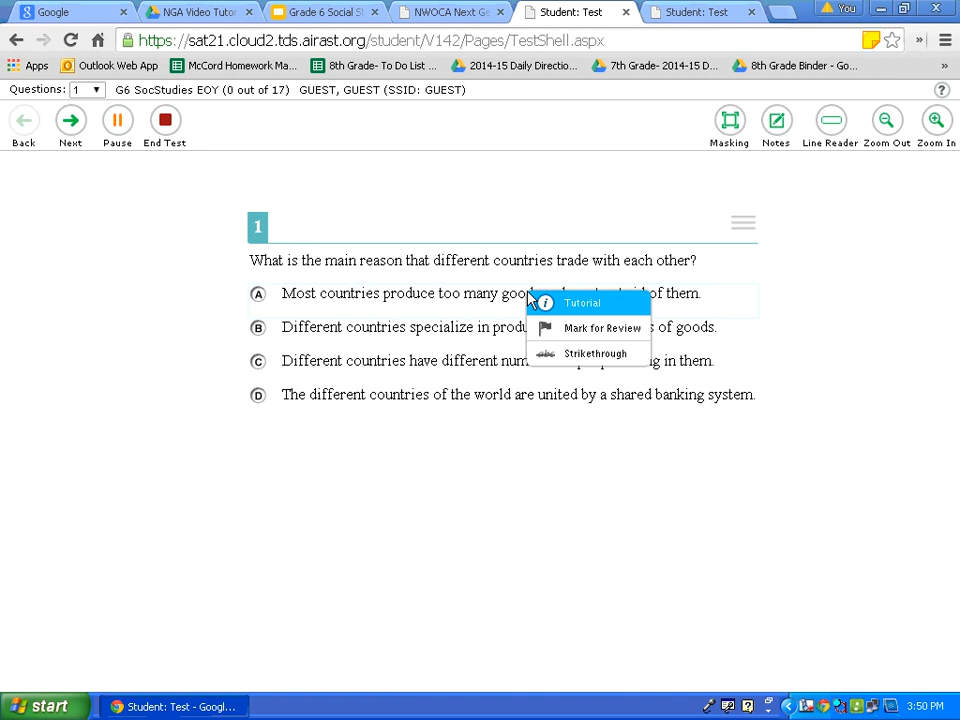 Google
NGA Video Tutor
Grade 6 Social S
NWOCA Next Ge
Student: Test
Student: Test
You
https://sat21.cloud2.tds.airast.org/student/V142/Pages/TestShell.aspx
Apps
Outlook Web App
McCord Homework Ma...
8th Grade- To Do List ...
2014-15 Daily Directio...
7th Grade- 2014-15 D...
8th Grade Binder - Go...
Questions: 1 G6 SocStudies EOY (0 out of 17) GUEST, GUEST (SSID: GUEST)
Back Next Pause End Test Masking Notes Line Reader Zoom Out Zoom In
1
What is the main reason that different countries trade with each other?
A Most countries produce too many goo of them.
B Different countries specialize in produ s of goods.
C Different countries have different num g in them.
D The different countries of the world are united by a shared banking system.
Tutorial
Mark for Review
Strikethrough
start
Student: Test - Googl...
3:50 PM